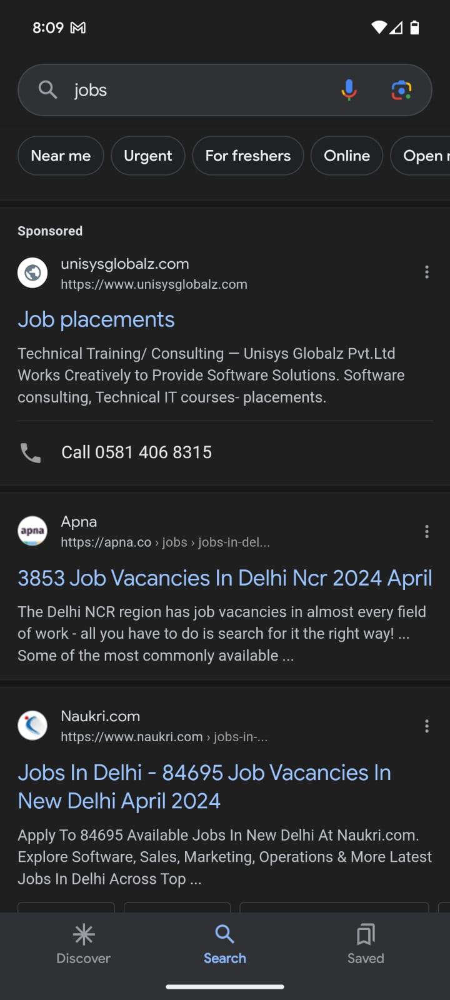 8:09
jobs
Near me
Urgent
For freshers
Online
Open
Sponsored
unisysglobalz.com
https://www.unisysglobalz.com
Job placements
Technical Training/ Consulting — Unisys Globalz Pvt.Ltd
Works Creatively to Provide Software Solutions. Software
consulting, Technical IT courses- placements.
Call 0581 406 8315
apna
Apna
https://apna.co › jobs › jobs-in-del...
3853 Job Vacancies In Delhi Ncr 2024 April
The Delhi NCR region has job vacancies in almost every field
of work - all you have to do is search for it the right way! ...
Some of the most commonly available ...
Naukri.com
https://www.naukri.com › jobs-in-...
Jobs In Delhi - 84695 Job Vacancies In
New Delhi April 2024
Apply To 84695 Available Jobs In New Delhi At Naukri.com.
Explore Software, Sales, Marketing, Operations & More Latest
Jobs In Delhi Across Top ...
Discover
Search
Saved